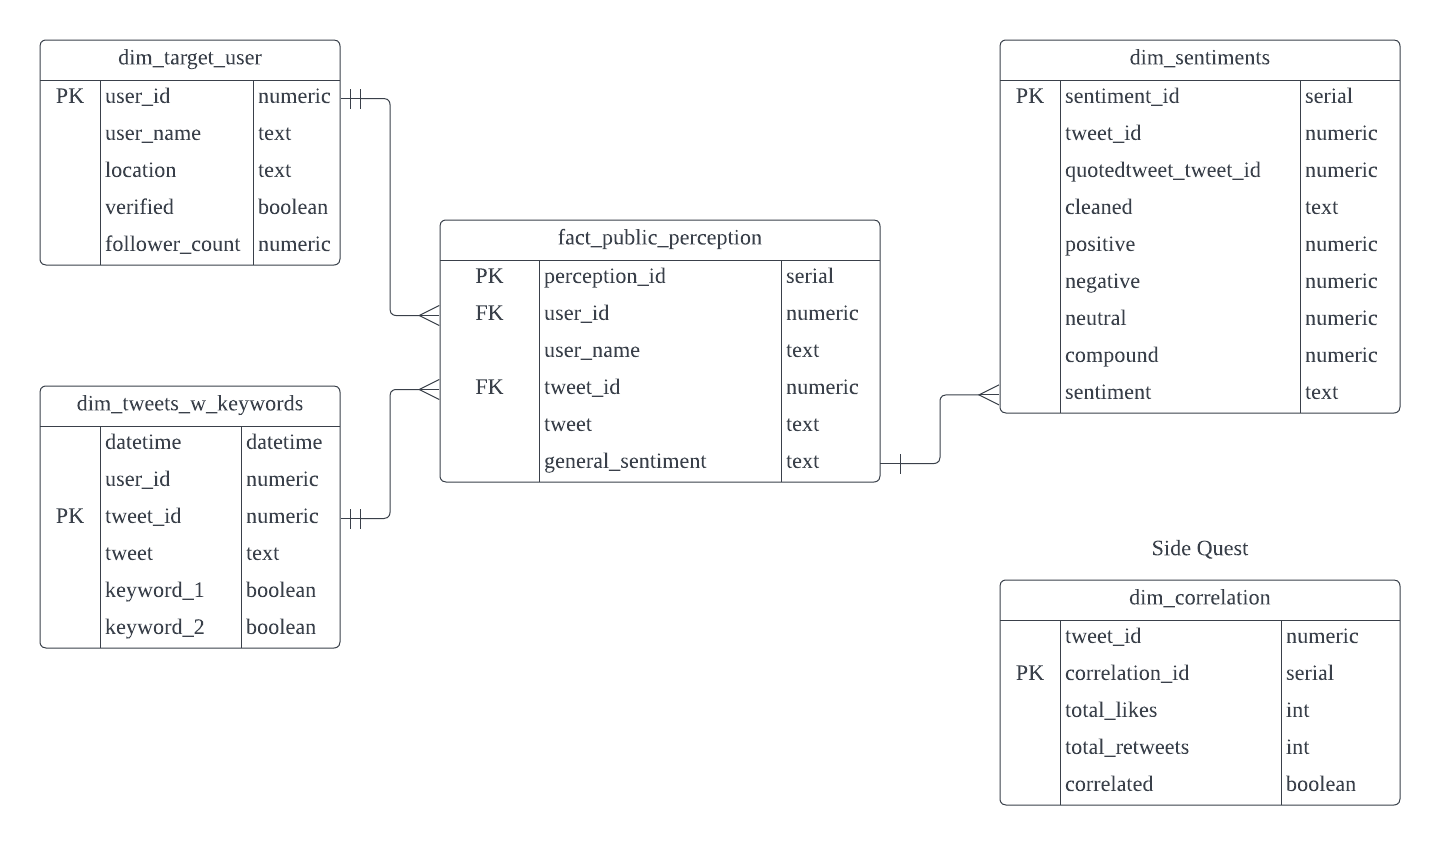 dim_target_user
PK user_id numeric
user_name text
location text
verified boolean
follower_count numeric
dim_tweets_w_keywords
datetime datetime
user_id numeric
PK tweet_id numeric
tweet text
keyword_1 boolean
keyword_2 boolean
fact_public_perception
PK perception_id serial
FK user_id numeric
user_name text
FK tweet_id numeric
tweet text
general_sentiment text
dim_sentiments
PK sentiment_id serial
tweet_id numeric
quotedtweet_tweet_id numeric
cleaned text
positive numeric
negative numeric
neutral numeric
compound numeric
sentiment text
Side Quest
dim_correlation
tweet_id numeric
PK correlation_id serial
total_likes int
total_retweets int
correlated boolean